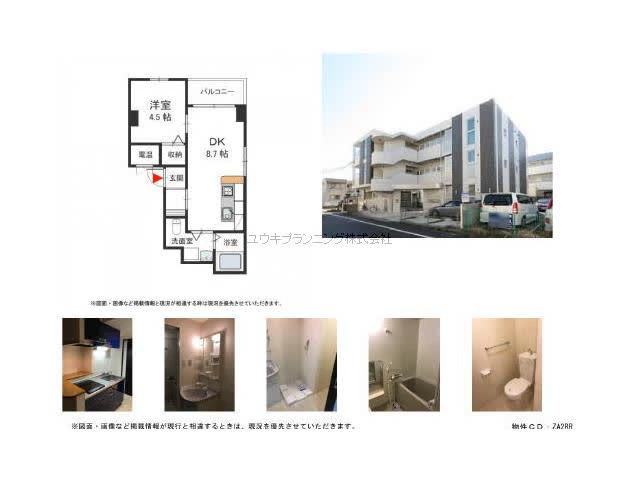 バルコニー
洋室
4.5 帖
DK
8.7 帖
電温
収納
玄関
洗面室
浴室
ユウキプランニング株式会社
※図面・画像など掲載情報と現況が相違する時は現況を優先させていただきます。
※図面・画像など掲載情報が現行と相違するときは、現況を優先させていただきます。
物件CD：ZA2RR